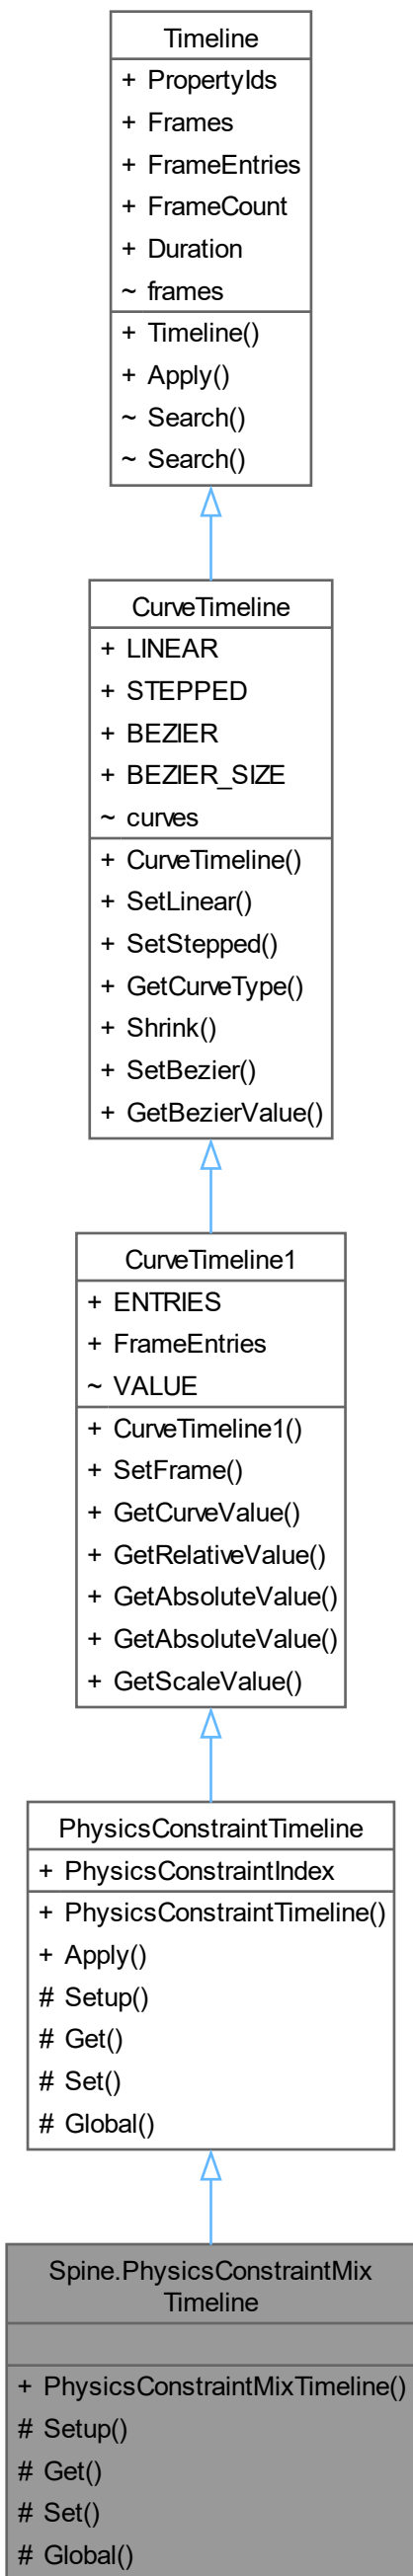 Timeline
+ PropertyIds
+ Frames
+ FrameEntries
+ FrameCount
+ Duration
~ frames
+ Timeline()
+ Apply()
~ Search()
~ Search()
CurveTimeline
+ LINEAR
+ STEPPED
+ BEZIER
+ BEZIER_SIZE
~ curves
+ CurveTimeline()
+ SetLinear()
+ SetStepped()
+ GetCurveType()
+ Shrink()
+ SetBezier()
+ GetBezierValue()
CurveTimeline1
+ ENTRIES
+ FrameEntries
~ VALUE
+ CurveTimeline1()
+ SetFrame()
+ GetCurveValue()
+ GetRelativeValue()
+ GetAbsoluteValue()
+ GetAbsoluteValue()
+ GetScaleValue()
PhysicsConstraintTimeline
+ PhysicsConstraintIndex
+ PhysicsConstraintTimeline()
+ Apply()
# Setup()
# Get()
# Set()
# Global()
Spine.PhysicsConstraintMix
Timeline
+ PhysicsConstraintMixTimeline()
# Setup()
# Get()
# Set()
# Global()